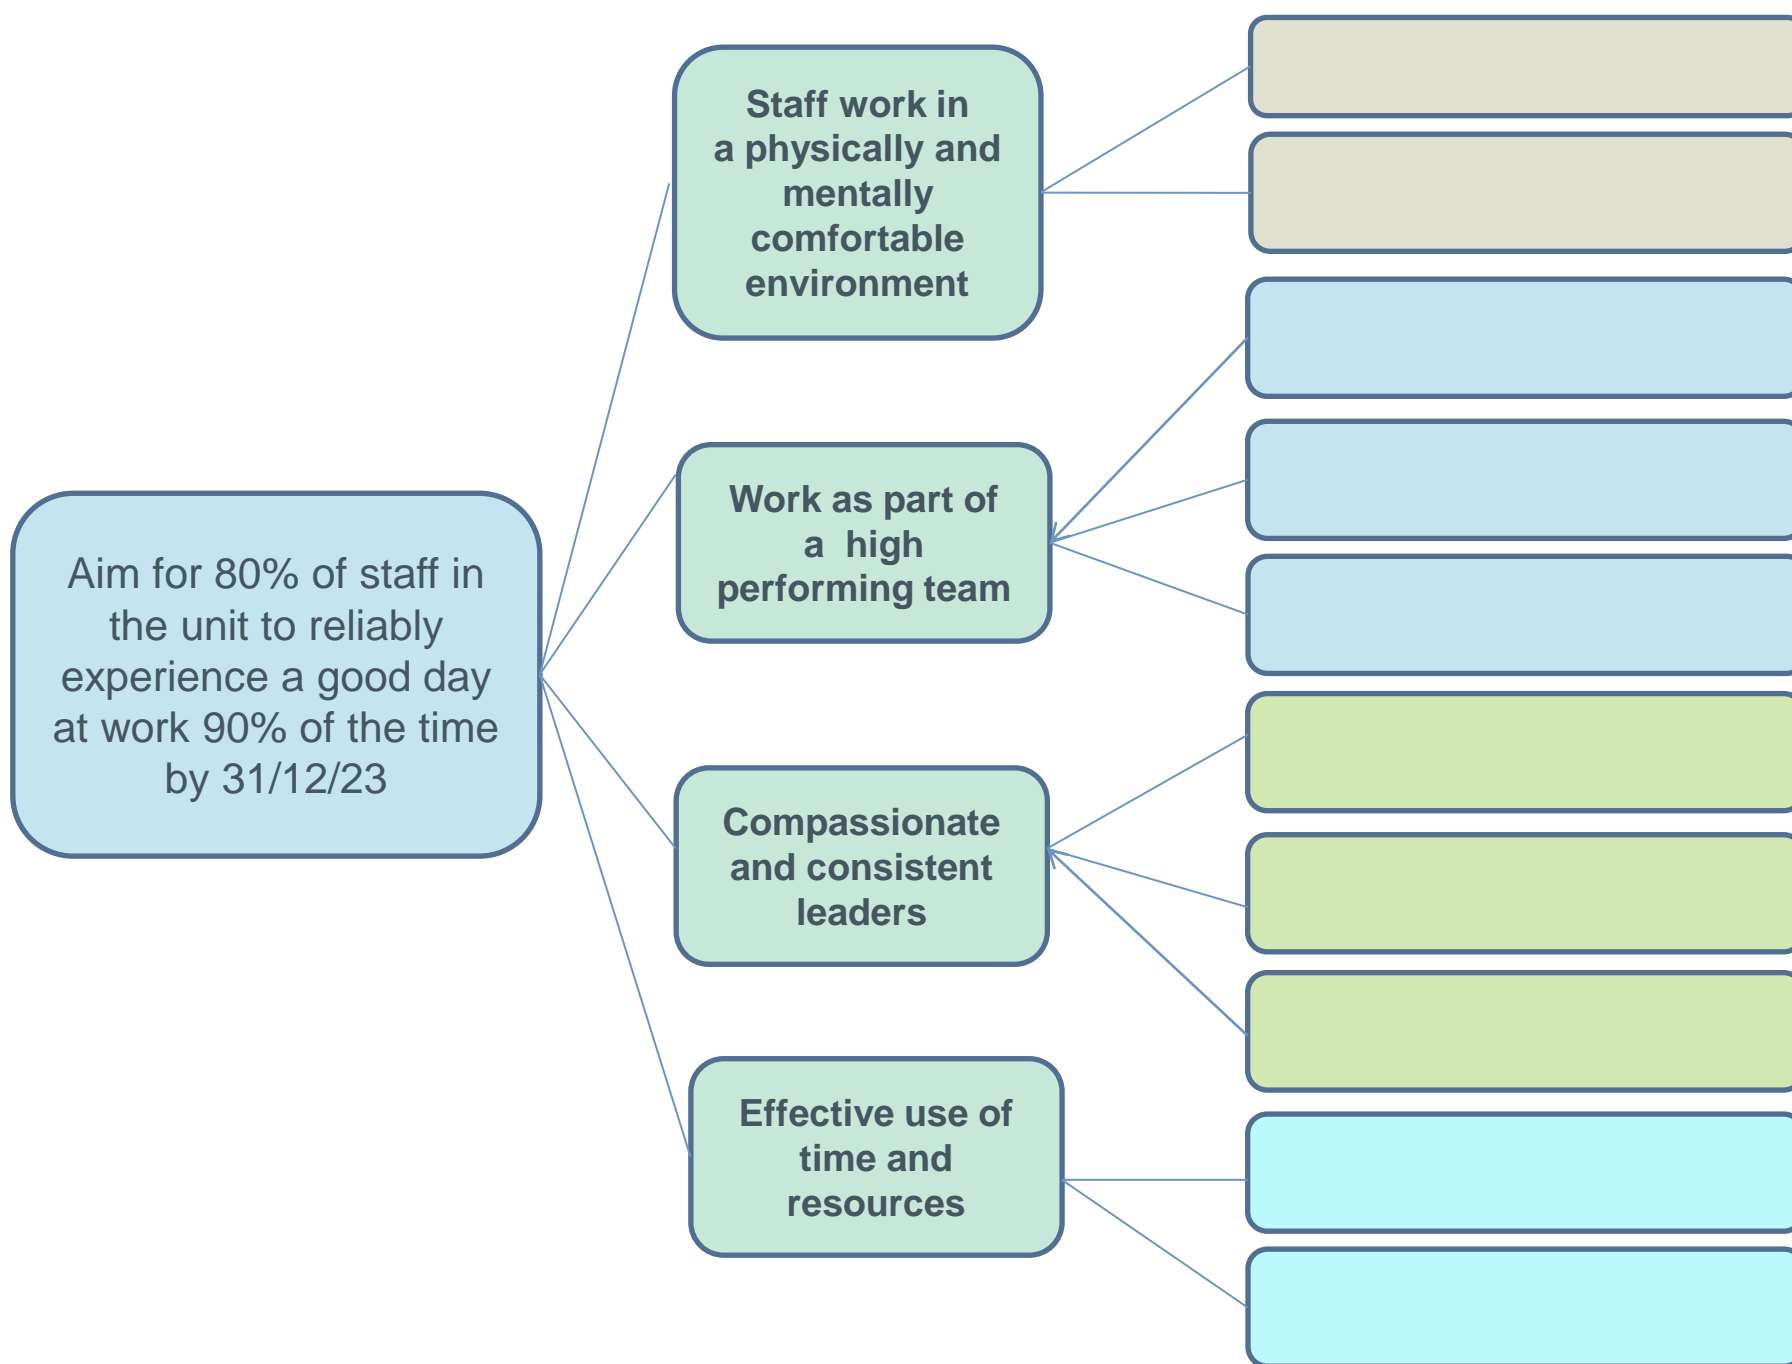 Staff work in
a physically and
mentally
comfortable
environment
Work as part of
a  high
performing team
Aim for 80% of staff in
the unit to reliably
experience a good day
at work 90% of the time
by 31/12/23
Compassionate
and consistent
leaders
Effective use of
time and
resources